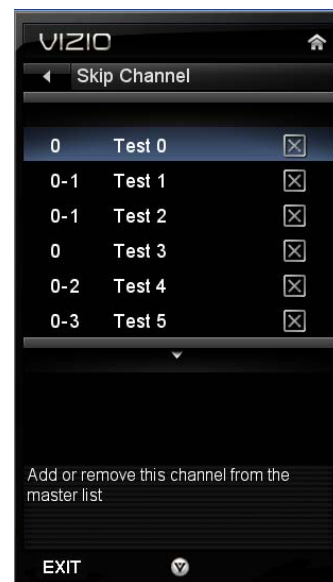 VIZIO
Skip Channel
0 Test 0
0-1 Test 1
0-1 Test 2
0 Test 3
0-2 Test 4
0-3 Test 5
Add or remove this channel from the
master list
EXIT